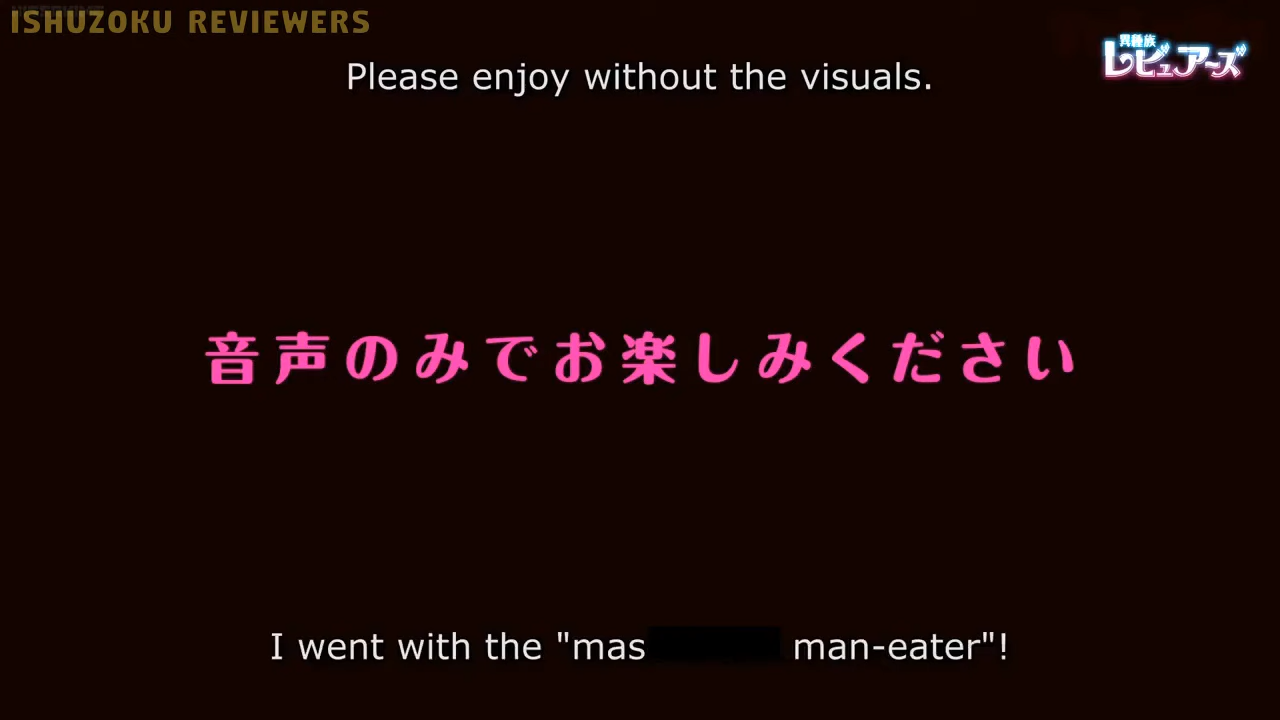 ISHUZOKU REVIEWERS
異種族
レビュアーズ
Please enjoy without the visuals.
音声のみでお楽しみください
I went with the "mas man-eater"!